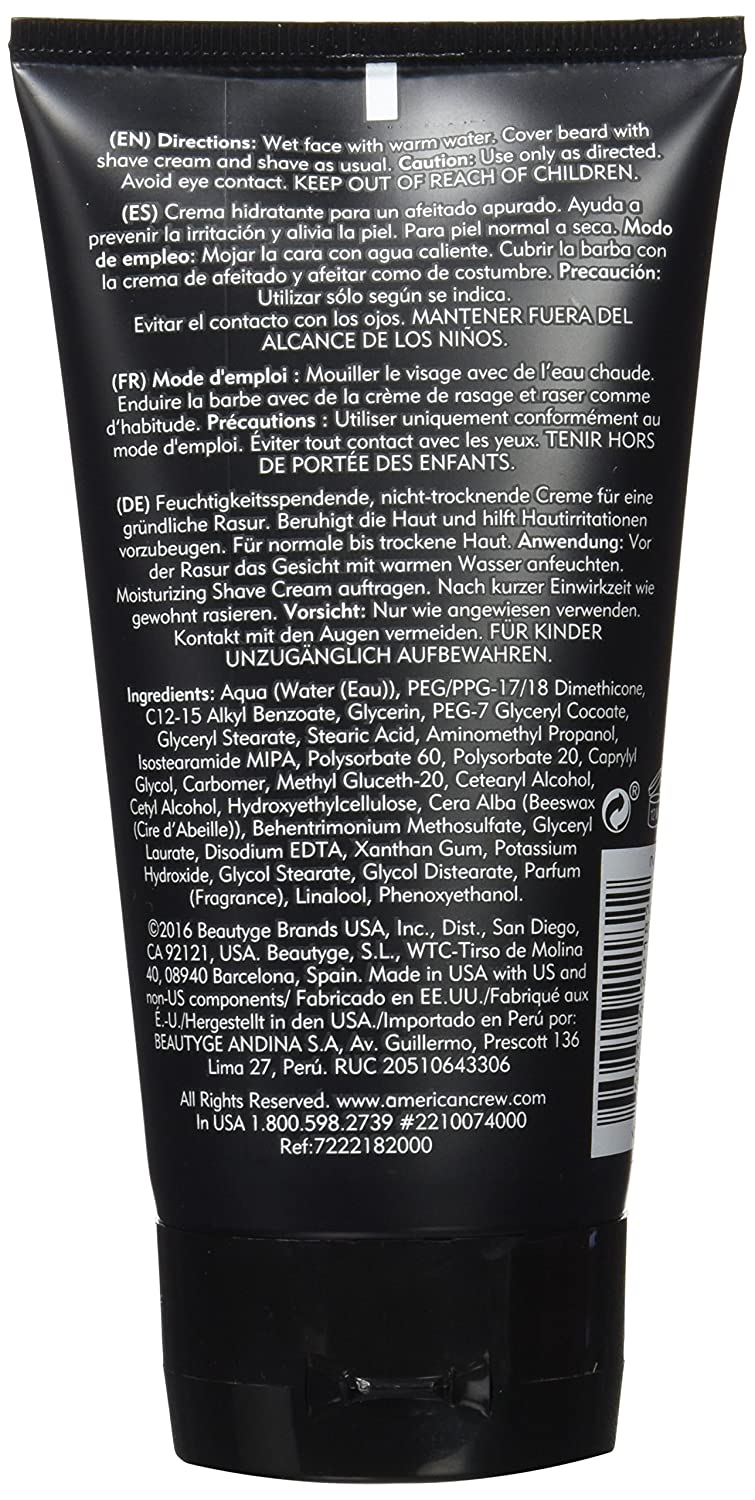 (EN) Directions: Wet face with warm water. Cover beard with
shave cream and shave as usual. Caution: Use only as directed.
Avoid eye contact. KEEP OUT OF REACH OF CHILDREN.
(ES) Crema hidratante para un afeitado apurado. Ayuda a
prevenir la irritación y alivia la piel. Para piel normal a seca. Modo
de empleo: Mojar la cara con agua caliente. Cubrir la barba con
la crema de afeitado y afeitar como de costumbre. Precaución:
Utilizar sólo según se indica.
Evitar el contacto con los ojos. MANTENER FUERA DEL
ALCANCE DE LOS NIÑOS.
(FR) Mode d'emploi : Mouiller le visage avec de l'eau chaude.
Enduire la barbe avec de la crème de rasage et raser comme
d'habitude. Précautions : Utiliser uniquement conformément au
mode d'emploi. Éviter tout contact avec les yeux. TENIR HORS
DE PORTÉE DES ENFANTS.
(DE) Feuchtigkeitsspendende, nicht-trocknende Creme für eine
gründliche Rasur. Beruhigt die Haut und hilft Hautirritationen
vorzubeugen. Für normale bis trockene Haut. Anwendung: Vor
der Rasur das Gesicht mit warmen Wasser anfeuchten.
Moisturizing Shave Cream auftragen. Nach kurzer Einwirkzeit wie
gewohnt rasieren. Vorsicht: Nur wie angewiesen verwenden.
Kontakt mit den Augen vermeiden. FÜR KINDER
UNZUGÄNGLICH AUFBEWAHREN.
Ingredients: Aqua (Water (Eau)), PEG/PPG-17/18 Dimethicone,
C12-15 Alkyl Benzoate, Glycerin, PEG-7 Glyceryl Cocoate,
Glyceryl Stearate, Stearic Acid, Aminomethyl Propanol,
Isostearamide MIPA, Polysorbate 60, Polysorbate 20, Caprylyl
Glycol, Carbomer, Methyl Gluceth-20, Cetearyl Alcohol,
Cetyl Alcohol, Hydroxyethylcellulose, Cera Alba (Beeswax
(Cire d'Abeille)), Behentrimonium Methosulfate, Glyceryl
Laurate, Disodium EDTA, Xanthan Gum, Potassium
Hydroxide, Glycol Stearate, Glycol Distearate, Parfum
(Fragrance), Linalool, Phenoxyethanol.
©2016 Beautyge Brands USA, Inc., Dist., San Diego,
CA 92121, USA. Beautyge, S.L., WTC-Tirso de Molina
40, 08940 Barcelona, Spain. Made in USA with US and
non-US components/ Fabricado en EE.UU./Fabriqué aux
É.-U./Hergestellt in den USA./Importado en Perú por:
BEAUTYGE ANDINA S.A, Av. Guillermo, Prescott 136
Lima 27, Perú. RUC 20510643306
All Rights Reserved. www.americancrew.com
In USA 1.800.598.2739 #2210074000
Ref:7222182000